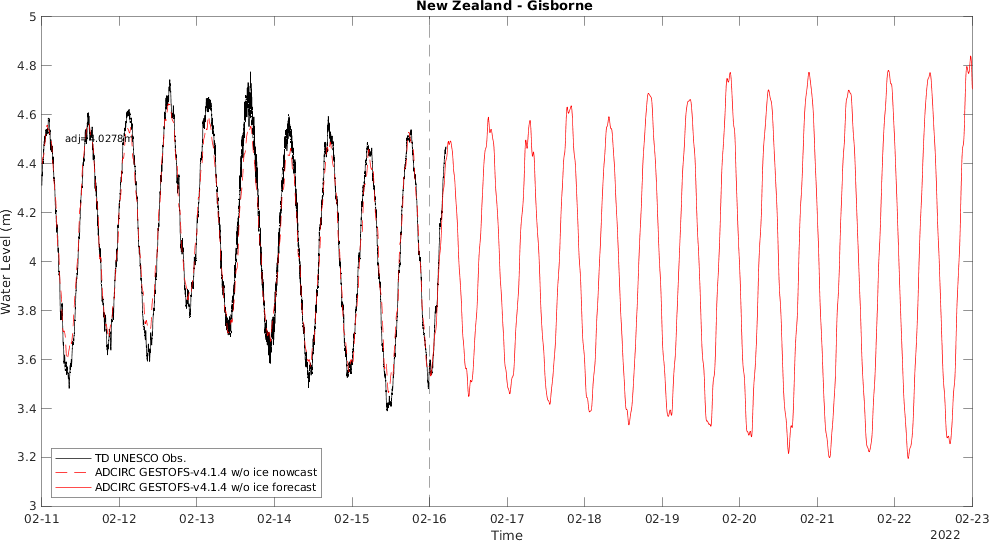 New Zealand - Gisborne
5
4.8
4.6
4.4
4.2
4
3.8
3.6
3.4
3.2
3
Water Level (m)
adj=4.0278m
TD UNESCO Obs.
ADCIRC GESTOFS-v4.1.4 w/o ice nowcast
ADCIRC GESTOFS-v4.1.4 w/o ice forecast
02-11 02-12 02-13 02-14 02-15 02-16 02-17 02-18 02-19 02-20 02-21 02-22 02-23
Time
2022